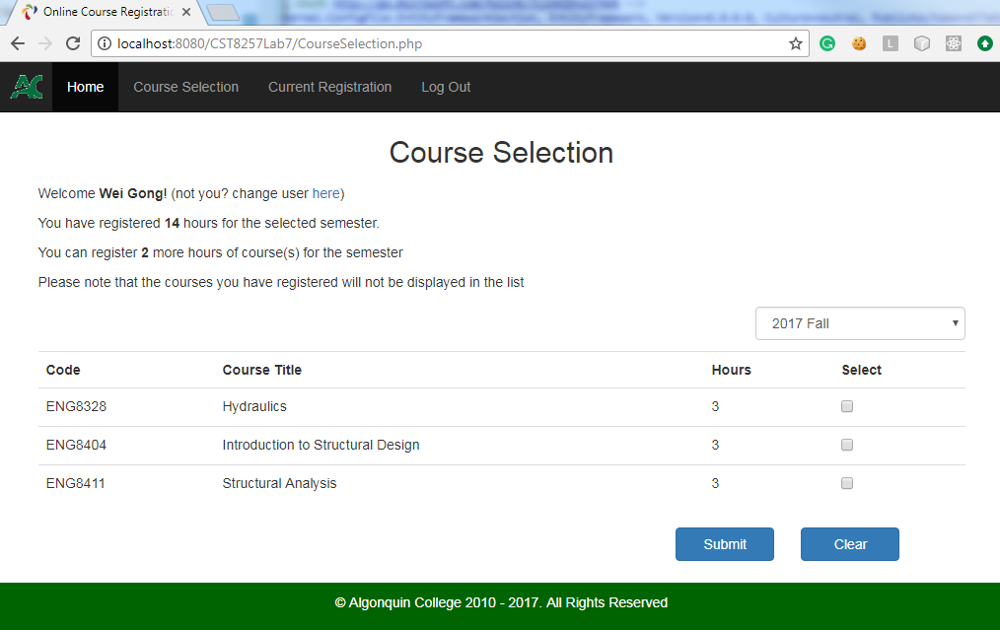 Online Course Registratio
localhost:8080/CST8257Lab7/CourseSelection.php
AC
Home Course Selection Current Registration Log Out
Course Selection
Welcome Wei Gong! (not you? change user here)
You have registered 14 hours for the selected semester.
You can register 2 more hours of course(s) for the semester
Please note that the courses you have registered will not be displayed in the list
2017 Fall
Code Course Title Hours Select
ENG8328 Hydraulics 3
ENG8404 Introduction to Structural Design 3
ENG8411 Structural Analysis 3
Submit Clear
© Algonquin College 2010 - 2017. All Rights Reserved